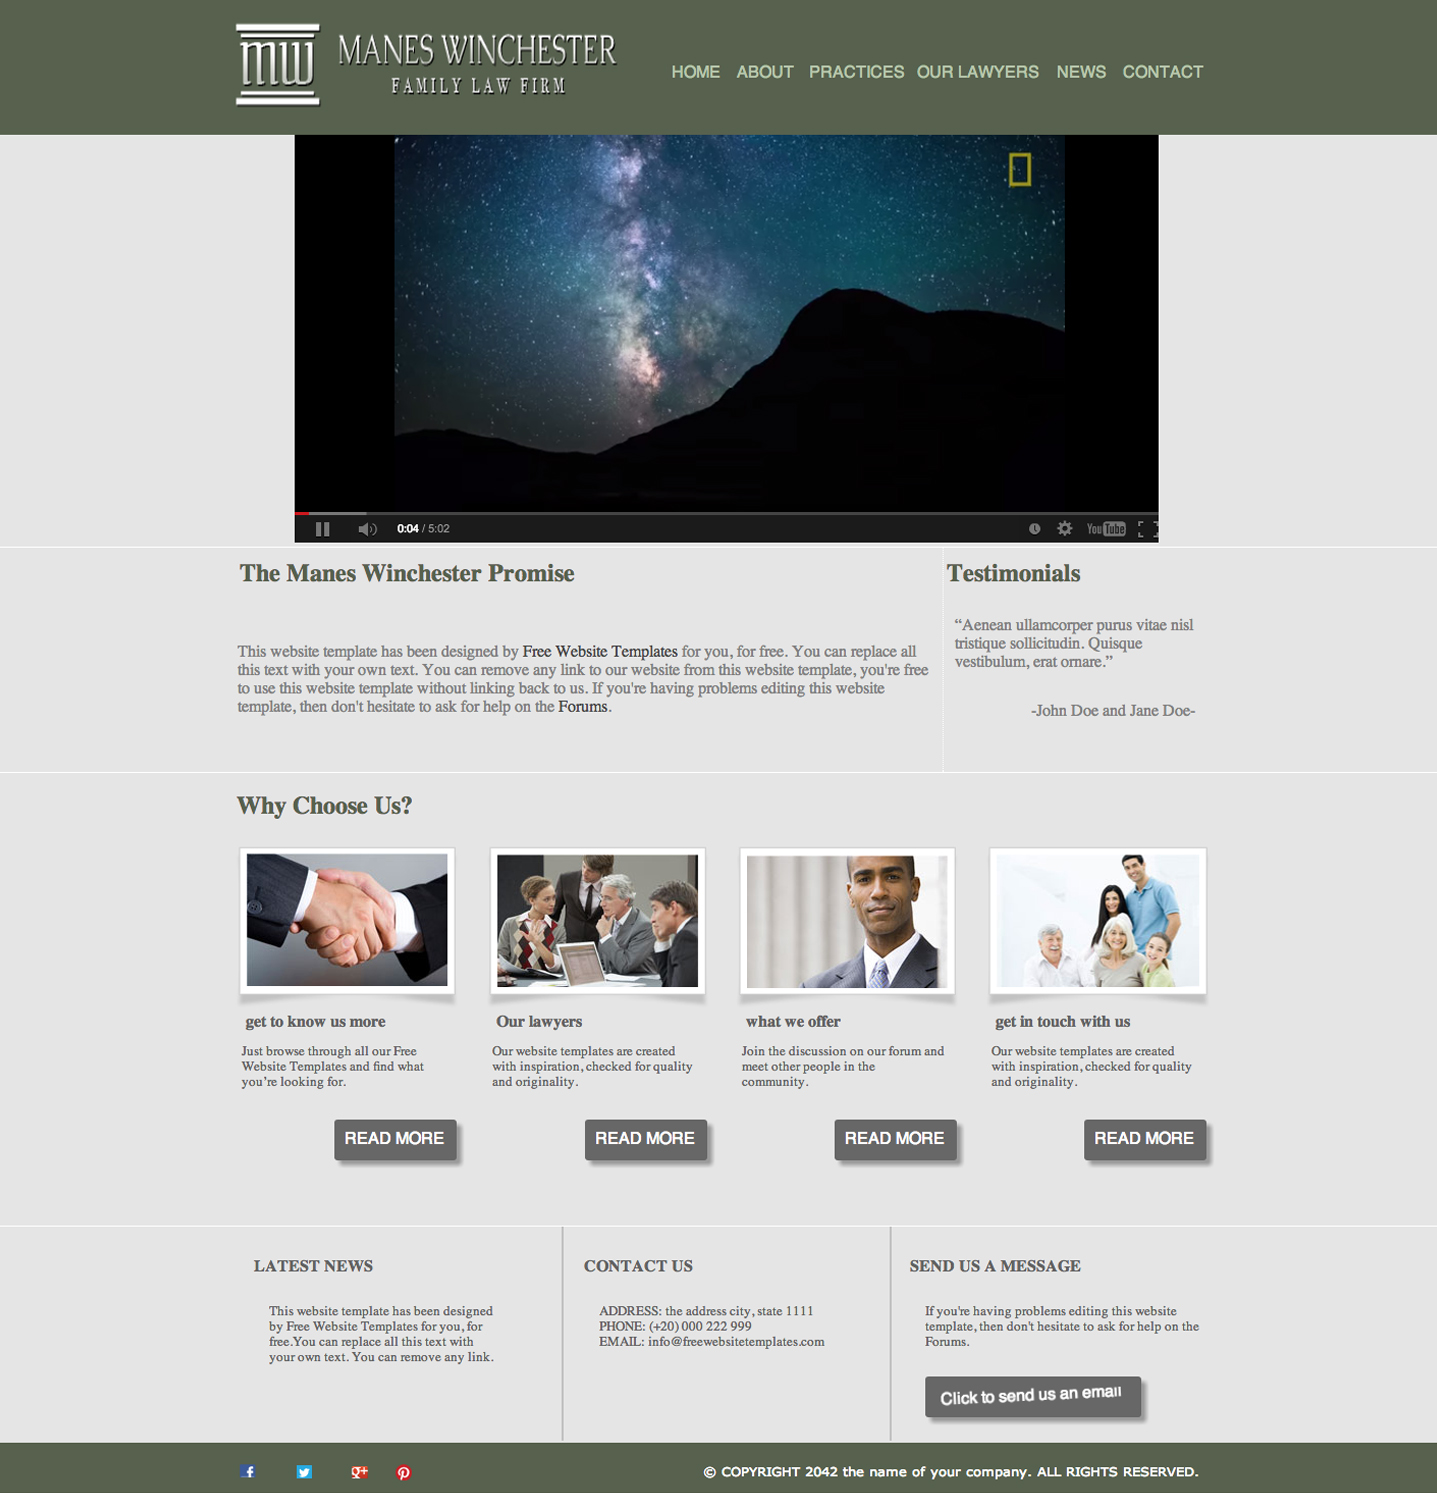 mw
MANES WINCHESTER
FAMILY LAW FIRM
HOME ABOUT PRACTICES OUR LAWYERS NEWS CONTACT
0:04 / 5:02
YouTube
The Manes Winchester Promise
This website template has been designed by Free Website Templates for you, for free. You can replace all
this text with your own text. You can remove any link to our website from this website template, you're free
to use this website template without linking back to us. If you're having problems editing this website
template, then don't hesitate to ask for help on the Forums.
Testimonials
“Aenean ullamcorper purus vitae nisl
tristique sollicitudin. Quisque
vestibulum, erat ornare.”
-John Doe and Jane Doe-
Why Choose Us?
get to know us more
Just browse through all our Free
Website Templates and find what
you’re looking for.
READ MORE
Our lawyers
Our website templates are created
with inspiration, checked for quality
and originality.
READ MORE
what we offer
Join the discussion on our forum and
meet other people in the
community.
READ MORE
get in touch with us
Our website templates are created
with inspiration, checked for quality
and originality.
READ MORE
LATEST NEWS
This website template has been designed
by Free Website Templates for you, for
free.You can replace all this text with
your own text. You can remove any link.
CONTACT US
ADDRESS: the address city, state 1111
PHONE: (+20) 000 222 999
EMAIL: info@freewebsitetemplates.com
SEND US A MESSAGE
If you're having problems editing this website
template, then don't hesitate to ask for help on the
Forums.
Click to send us an email
© COPYRIGHT 2042 the name of your company. ALL RIGHTS RESERVED.